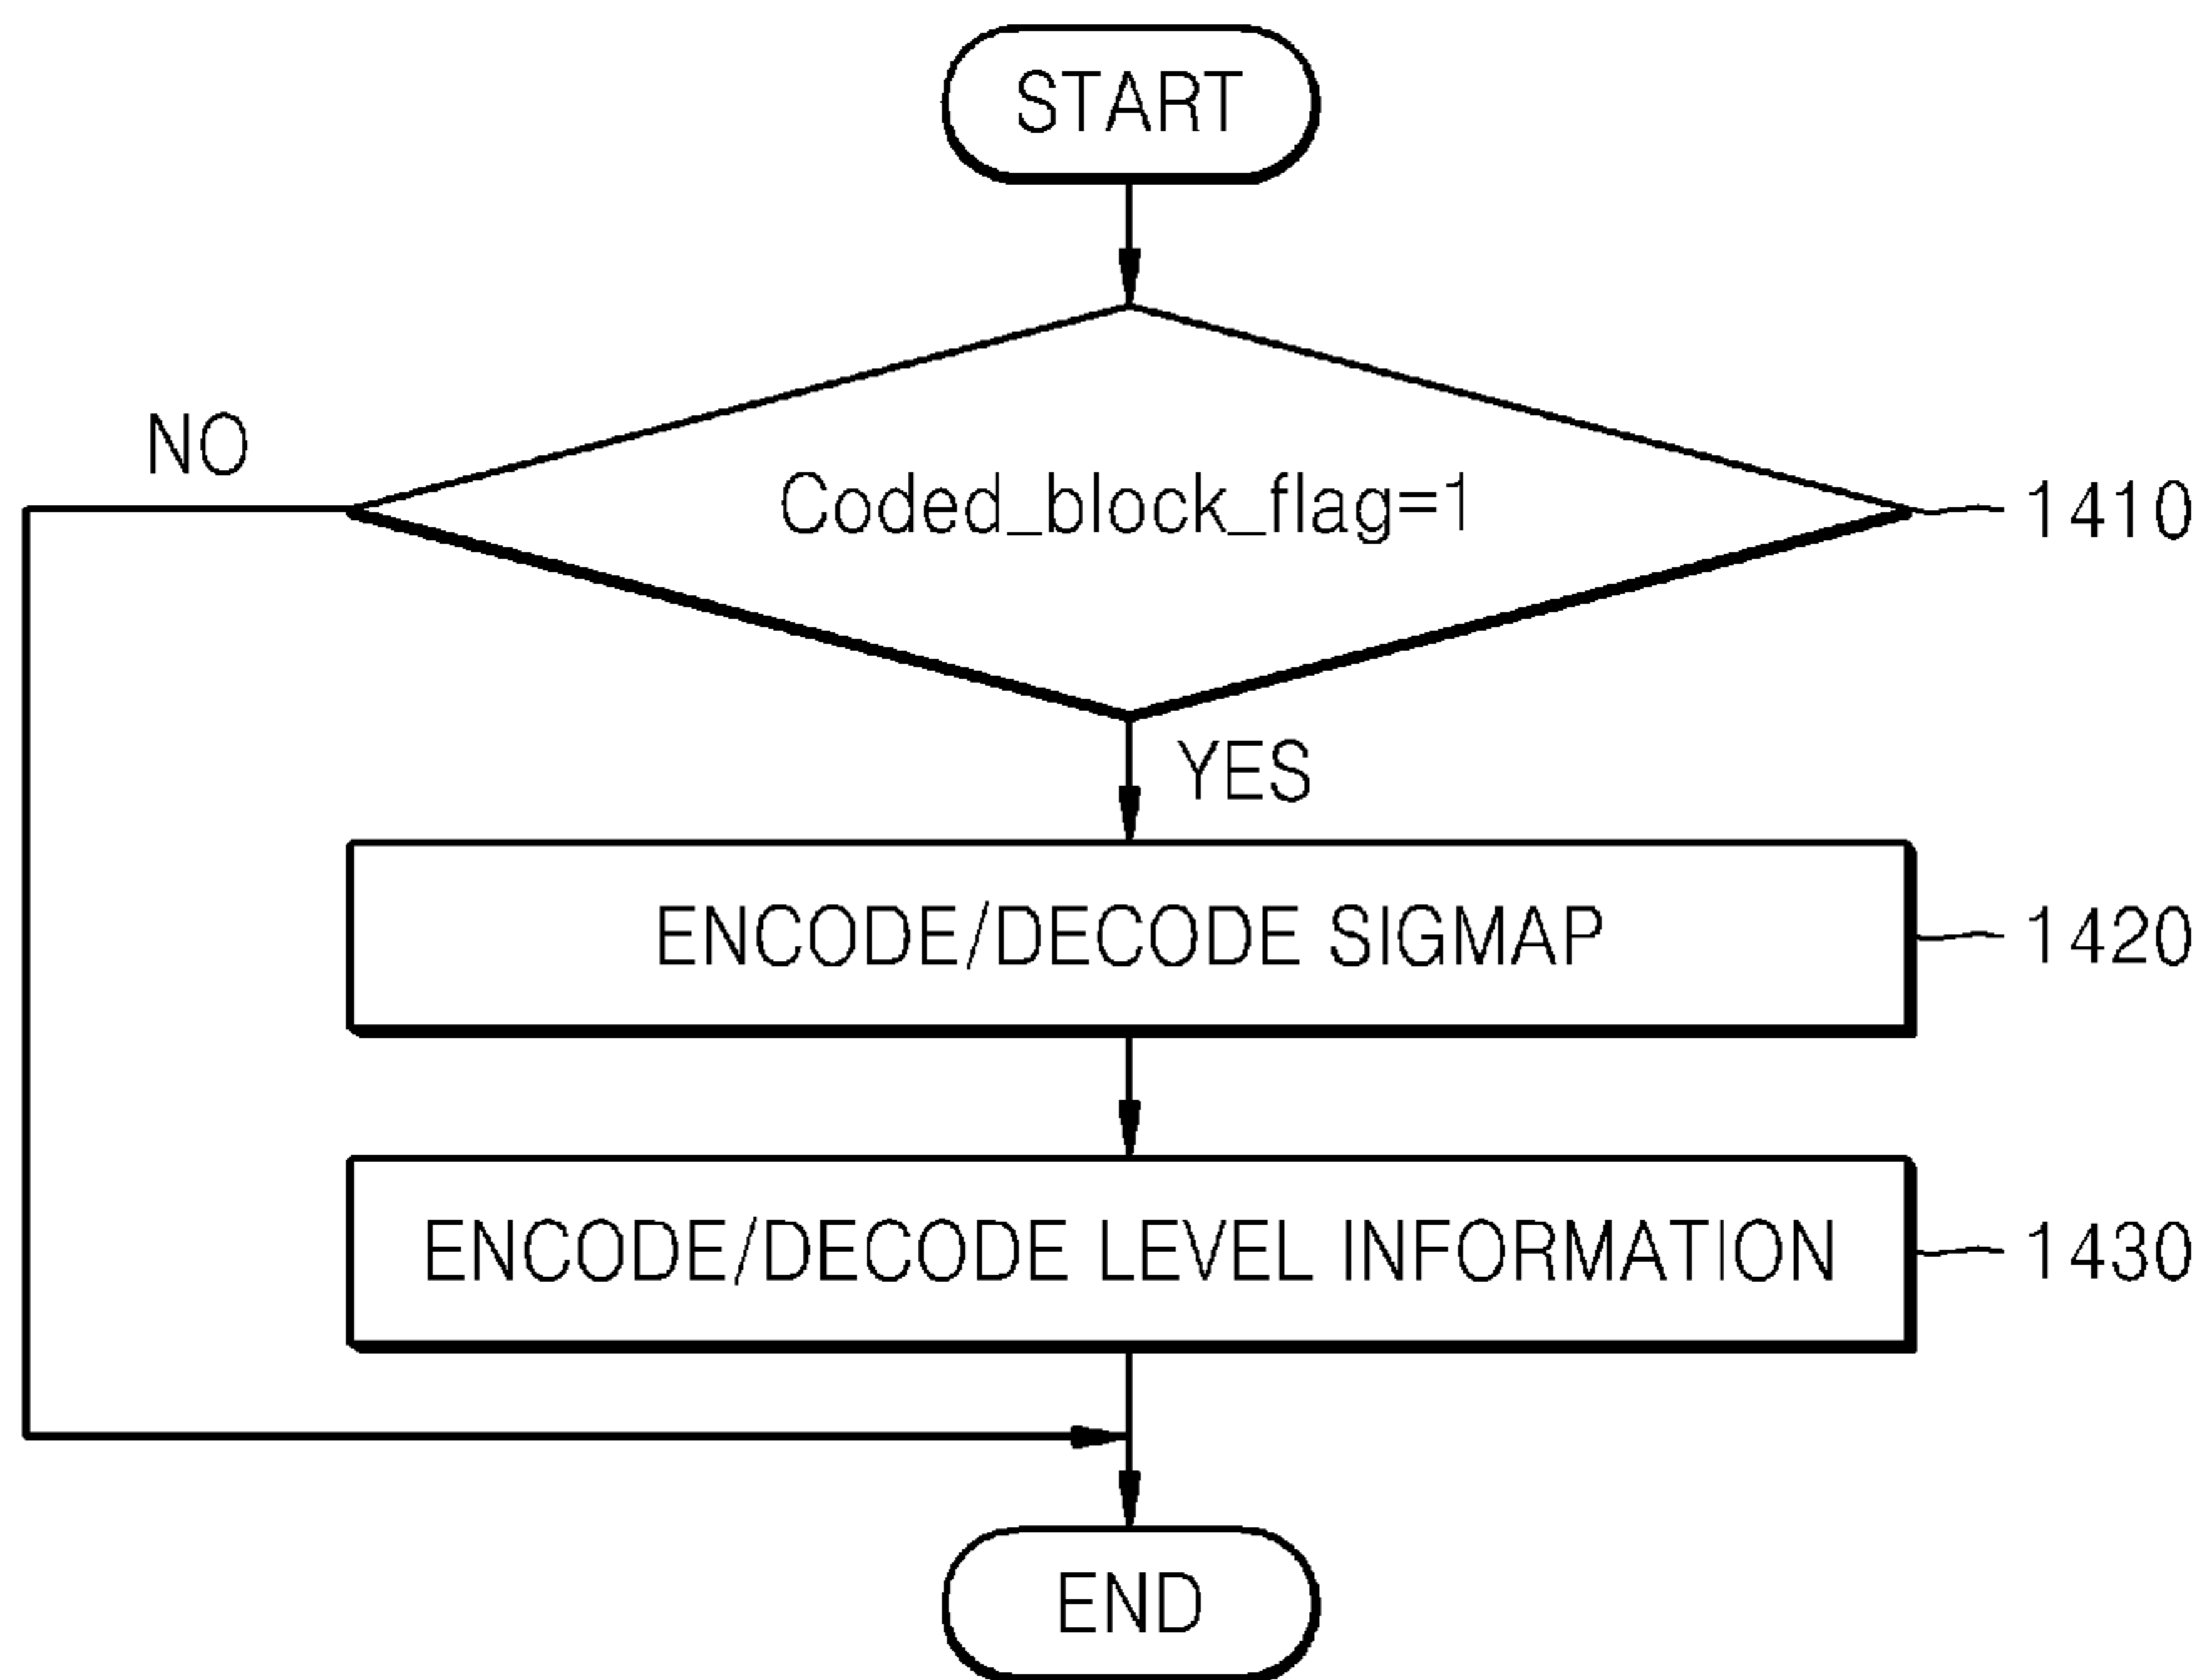 START
NO
Coded_block_flag=1
1410
YES
ENCODE/DECODE SIGMAP
1420
ENCODE/DECODE LEVEL INFORMATION
1430
END